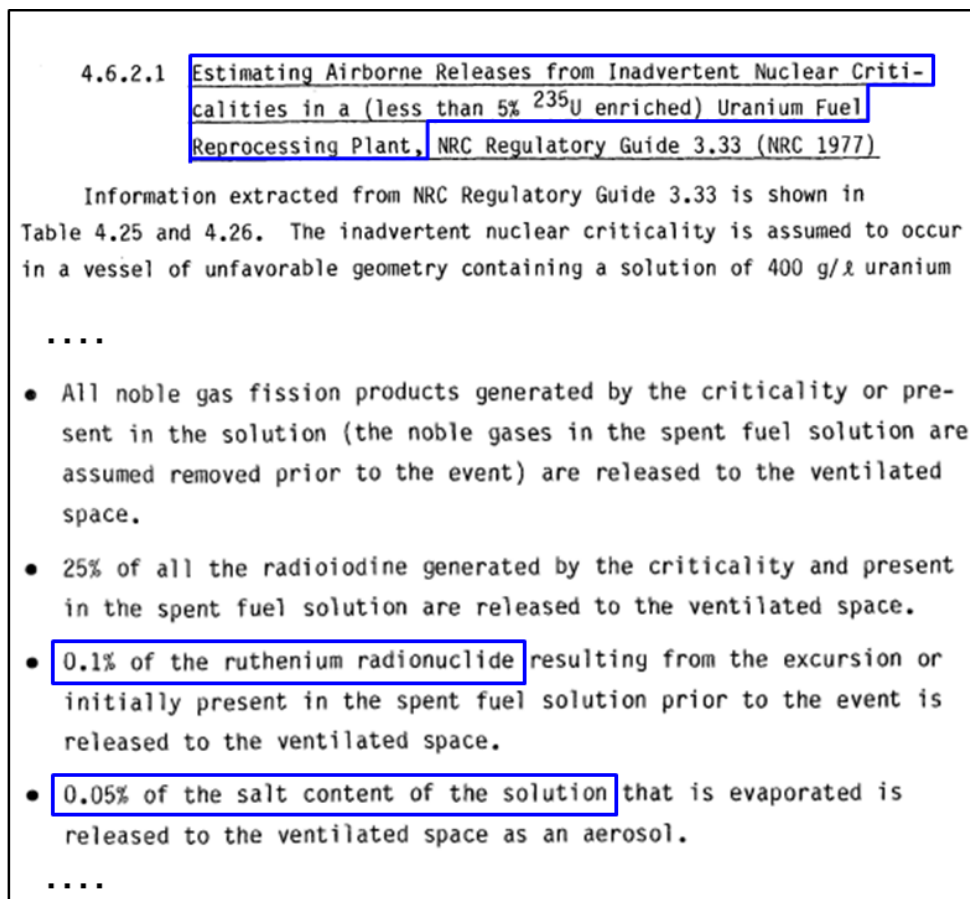 4.6.2.1 Estimating Airborne Releases from Inadvertent Nuclear Criti-
calities in a (less than 5% ²³⁵U enriched) Uranium Fuel
Reprocessing Plant, NRC Regulatory Guide 3.33 (NRC 1977)
Information extracted from NRC Regulatory Guide 3.33 is shown in
Table 4.25 and 4.26. The inadvertent nuclear criticality is assumed to occur
in a vessel of unfavorable geometry containing a solution of 400 g/ℓ uranium
....
• All noble gas fission products generated by the criticality or pre-
sent in the solution (the noble gases in the spent fuel solution are
assumed removed prior to the event) are released to the ventilated
space.
• 25% of all the radioiodine generated by the criticality and present
in the spent fuel solution are released to the ventilated space.
• 0.1% of the ruthenium radionuclide resulting from the excursion or
initially present in the spent fuel solution prior to the event is
released to the ventilated space.
• 0.05% of the salt content of the solution that is evaporated is
released to the ventilated space as an aerosol.
....